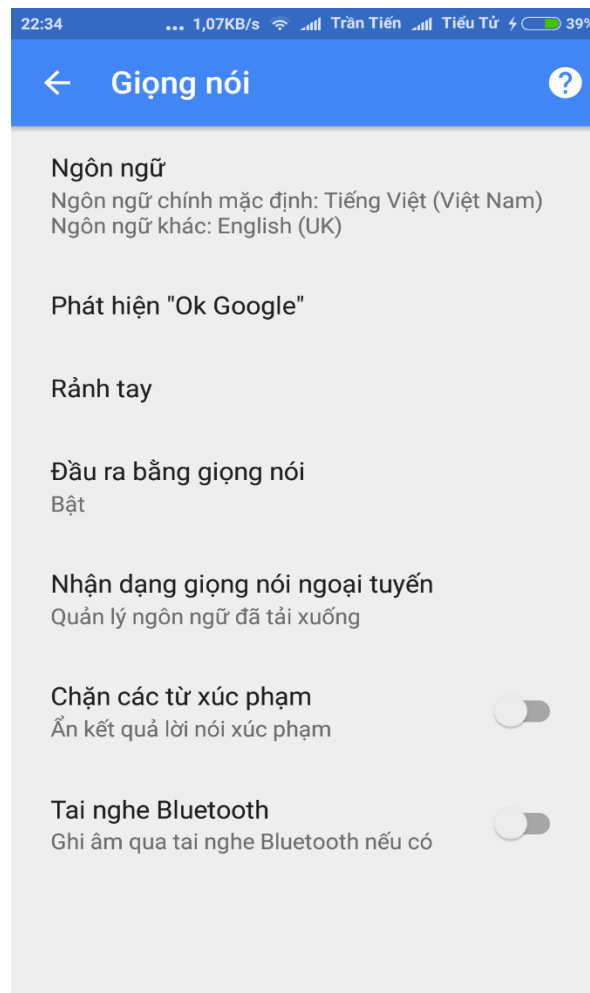 22:34 ... 1,07KB/s Trần Tiến Tiểu Tử 39%
Giọng nói ?
Ngôn ngữ
Ngôn ngữ chính mặc định: Tiếng Việt (Việt Nam)
Ngôn ngữ khác: English (UK)
Phát hiện "Ok Google"
Rảnh tay
Đầu ra bằng giọng nói
Bật
Nhận dạng giọng nói ngoại tuyến
Quản lý ngôn ngữ đã tải xuống
Chặn các từ xúc phạm
Ẩn kết quả lời nói xúc phạm
Tai nghe Bluetooth
Ghi âm qua tai nghe Bluetooth nếu có